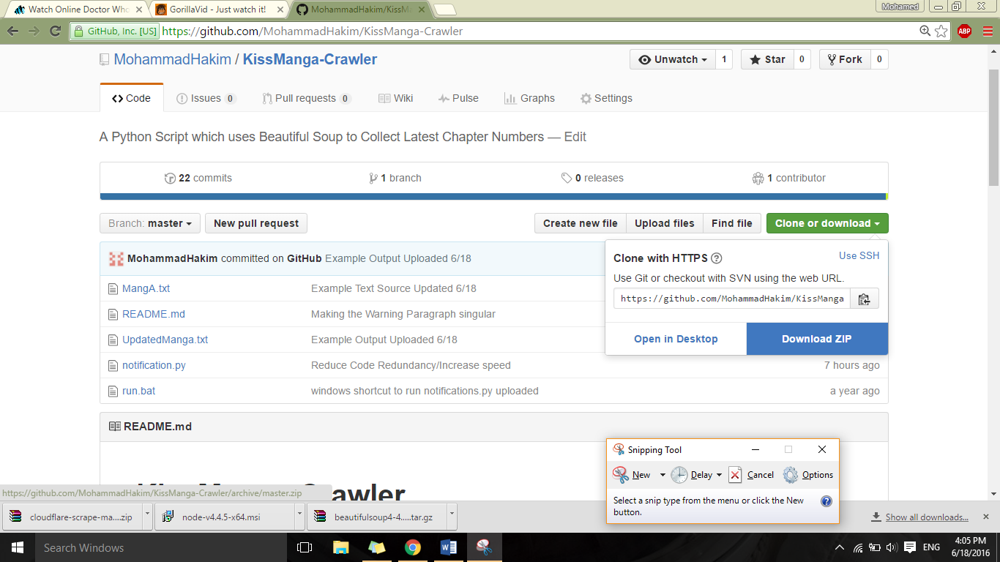 Watch Online Doctor Who
GorillaVid - Just watch it!
MohammadHakim/KissM
Mohamed
GitHub, Inc. [US] https://github.com/MohammadHakim/KissManga-Crawler
ABP
MohammadHakim / KissManga-Crawler
Unwatch 1
Star 0
Fork 0
Code
Issues 0
Pull requests 0
Wiki
Pulse
Graphs
Settings
A Python Script which uses Beautiful Soup to Collect Latest Chapter Numbers — Edit
22 commits
1 branch
0 releases
1 contributor
Branch: master
New pull request
Create new file
Upload files
Find file
Clone or download
MohammadHakim committed on GitHub Example Output Uploaded 6/18
Clone with HTTPS ?
Use SSH
Use Git or checkout with SVN using the web URL.
https://github.com/MohammadHakim/KissManga
Open in Desktop
Download ZIP
MangA.txt Example Text Source Updated 6/18
README.md Making the Warning Paragraph singular
UpdatedManga.txt Example Output Uploaded 6/18
notification.py Reduce Code Redundancy/Increase speed 7 hours ago
run.bat windows shortcut to run notifications.py uploaded a year ago
README.md
Crawler
Snipping Tool
New
Delay
Cancel
Options
Select a snip type from the menu or click the New
button.
?
https://github.com/MohammadHakim/KissManga-Crawler/archive/master.zip
cloudflare-scrape-ma....zip
node-v4.4.5-x64.msi
beautifulsoup4-4.....tar.gz
Show all downloads...
Search Windows
ENG
4:05 PM
6/18/2016